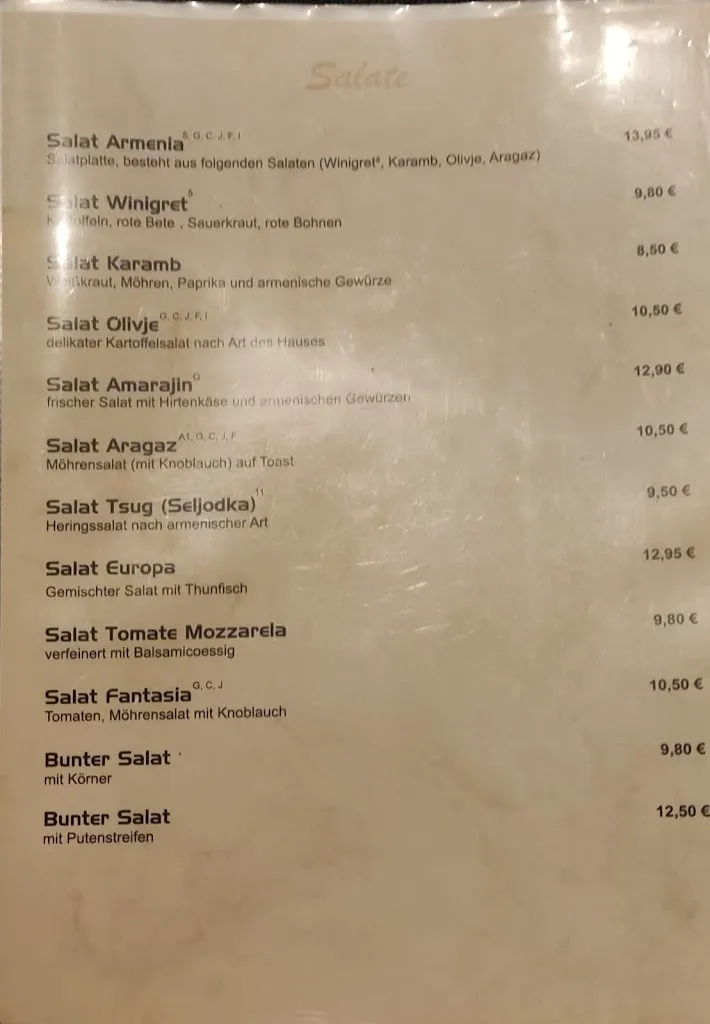 Salate
Salat Armenia 8, G, C, J, F, I 13,95 €
Salatplatte, besteht aus folgenden Salaten (Winigret⁸, Karamb, Olivje, Aragaz)
Salat Winigret 8 9,80 €
Kartoffeln, rote Bete , Sauerkraut, rote Bohnen
Salat Karamb 8,50 €
Weißkraut, Möhren, Paprika und armenische Gewürze
Salat Olivje G, C, J, F, I 10,50 €
delikater Kartoffelsalat nach Art des Hauses
Salat Amarajin G 12,90 €
frischer Salat mit Hirtenkäse und armenischen Gewürzen
Salat Aragaz A1, G, C, J, F 10,50 €
Möhrensalat (mit Knoblauch) auf Toast
Salat Tsug (Seljodka) 11 9,50 €
Heringssalat nach armenischer Art
Salat Europa 12,95 €
Gemischter Salat mit Thunfisch
Salat Tomate Mozzarela 9,80 €
verfeinert mit Balsamicoessig
Salat Fantasia G, C, J 10,50 €
Tomaten, Möhrensalat mit Knoblauch
Bunter Salat 9,80 €
mit Körner
Bunter Salat 12,50 €
mit Putenstreifen